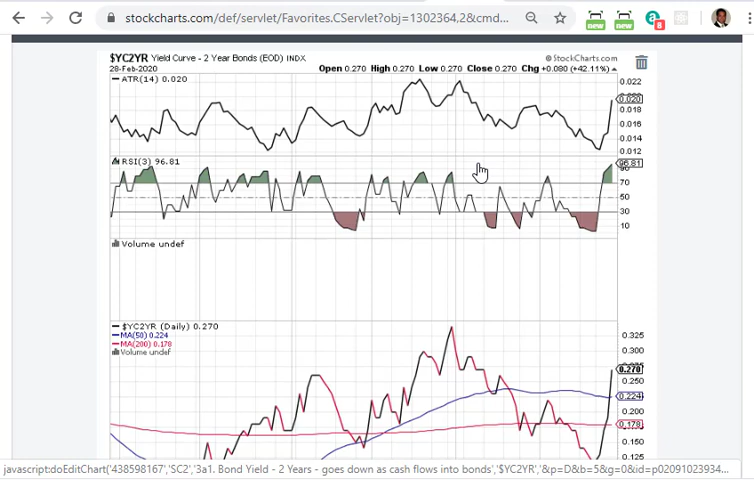 stockcharts.com/def/servlet/Favorites.CServlet?obj=1302364,2&cmd...
new
new
8
$YC2YR Yield Curve - 2 Year Bonds (EOD) INDX
© StockCharts.com
28-Feb-2020
Open 0.270 High 0.270 Low 0.270 Close 0.270 Chg +0.080 (+42.11%)
ATR(14) 0.020
0.022
0.020
0.018
0.016
0.014
0.012
RSI(3) 96.81
96.81
90
70
50
30
10
Volume undef
$YC2YR (Daily) 0.270
MA(50) 0.224
MA(200) 0.178
Volume undef
0.325
0.300
0.270
0.250
0.224
0.200
0.178
0.150
0.125
javascript:doEditChart('438598167','SC2','3a1. Bond Yield - 2 Years - goes down as cash flows into bonds','$YC2YR','&p=D&b=5&g=0&id=p02091023934...